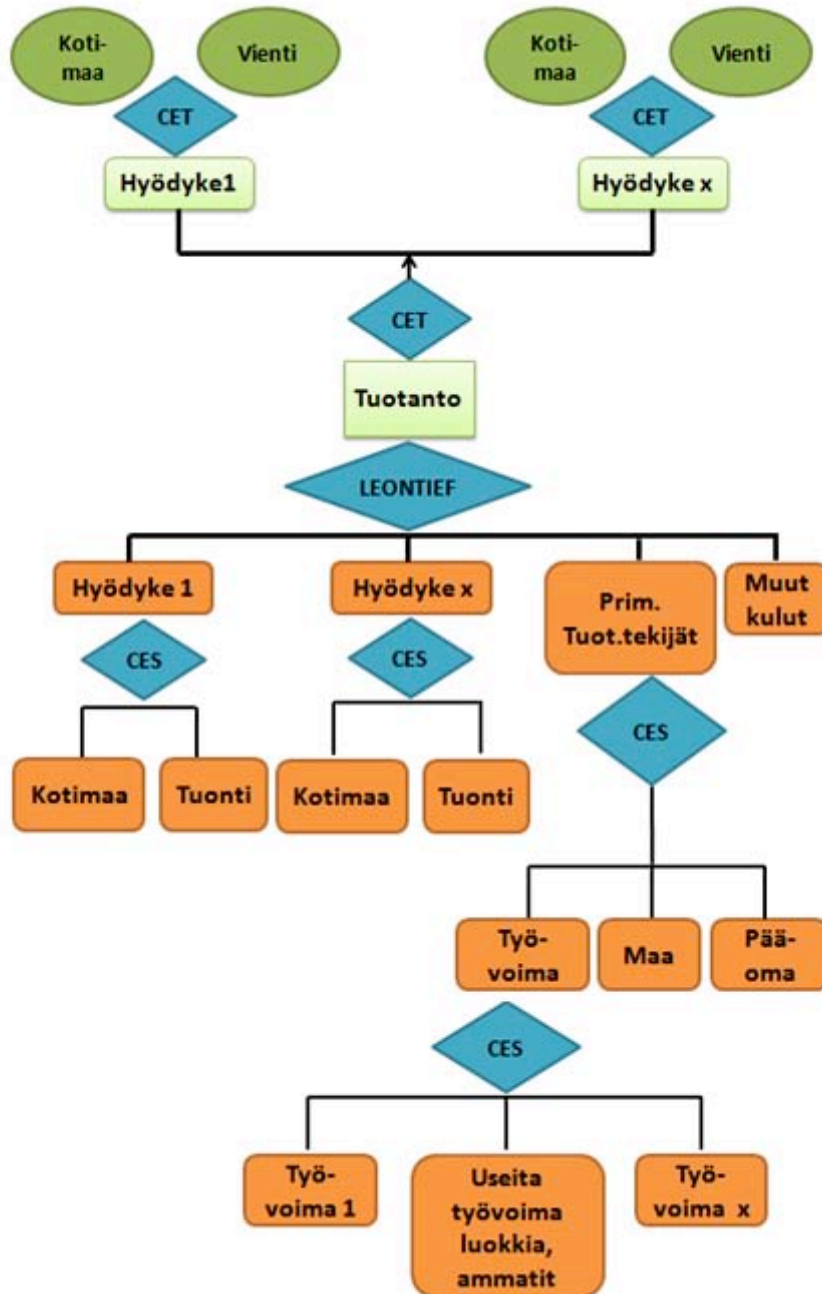 Koti-
maa
Vienti
Koti-
maa
Vienti
CET
CET
Hyödyke1
Hyödyke x
CET
Tuotanto
LEONTIEF
Hyödyke 1
Hyödyke x
Prim.
Tuot.tekijät
Muut
kulut
CES
CES
CES
Kotimaa
Tuonti
Kotimaa
Tuonti
Työ-
voima
Maa
Pää-
oma
CES
Työ-
voima 1
Useita
työvoima
luokkia,
ammatit
Työ-
voima x